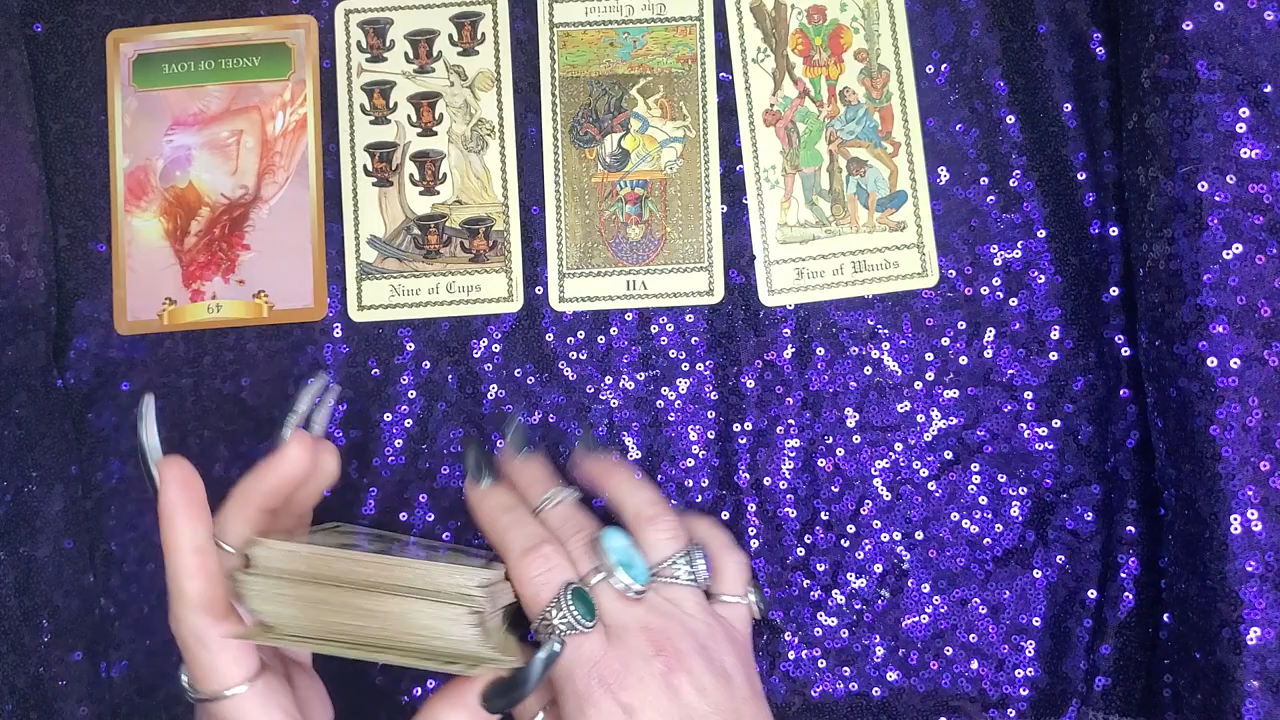 ANGEL OF LOVE
49
Nine of Cups
The Chariot
VII
Five of Wands